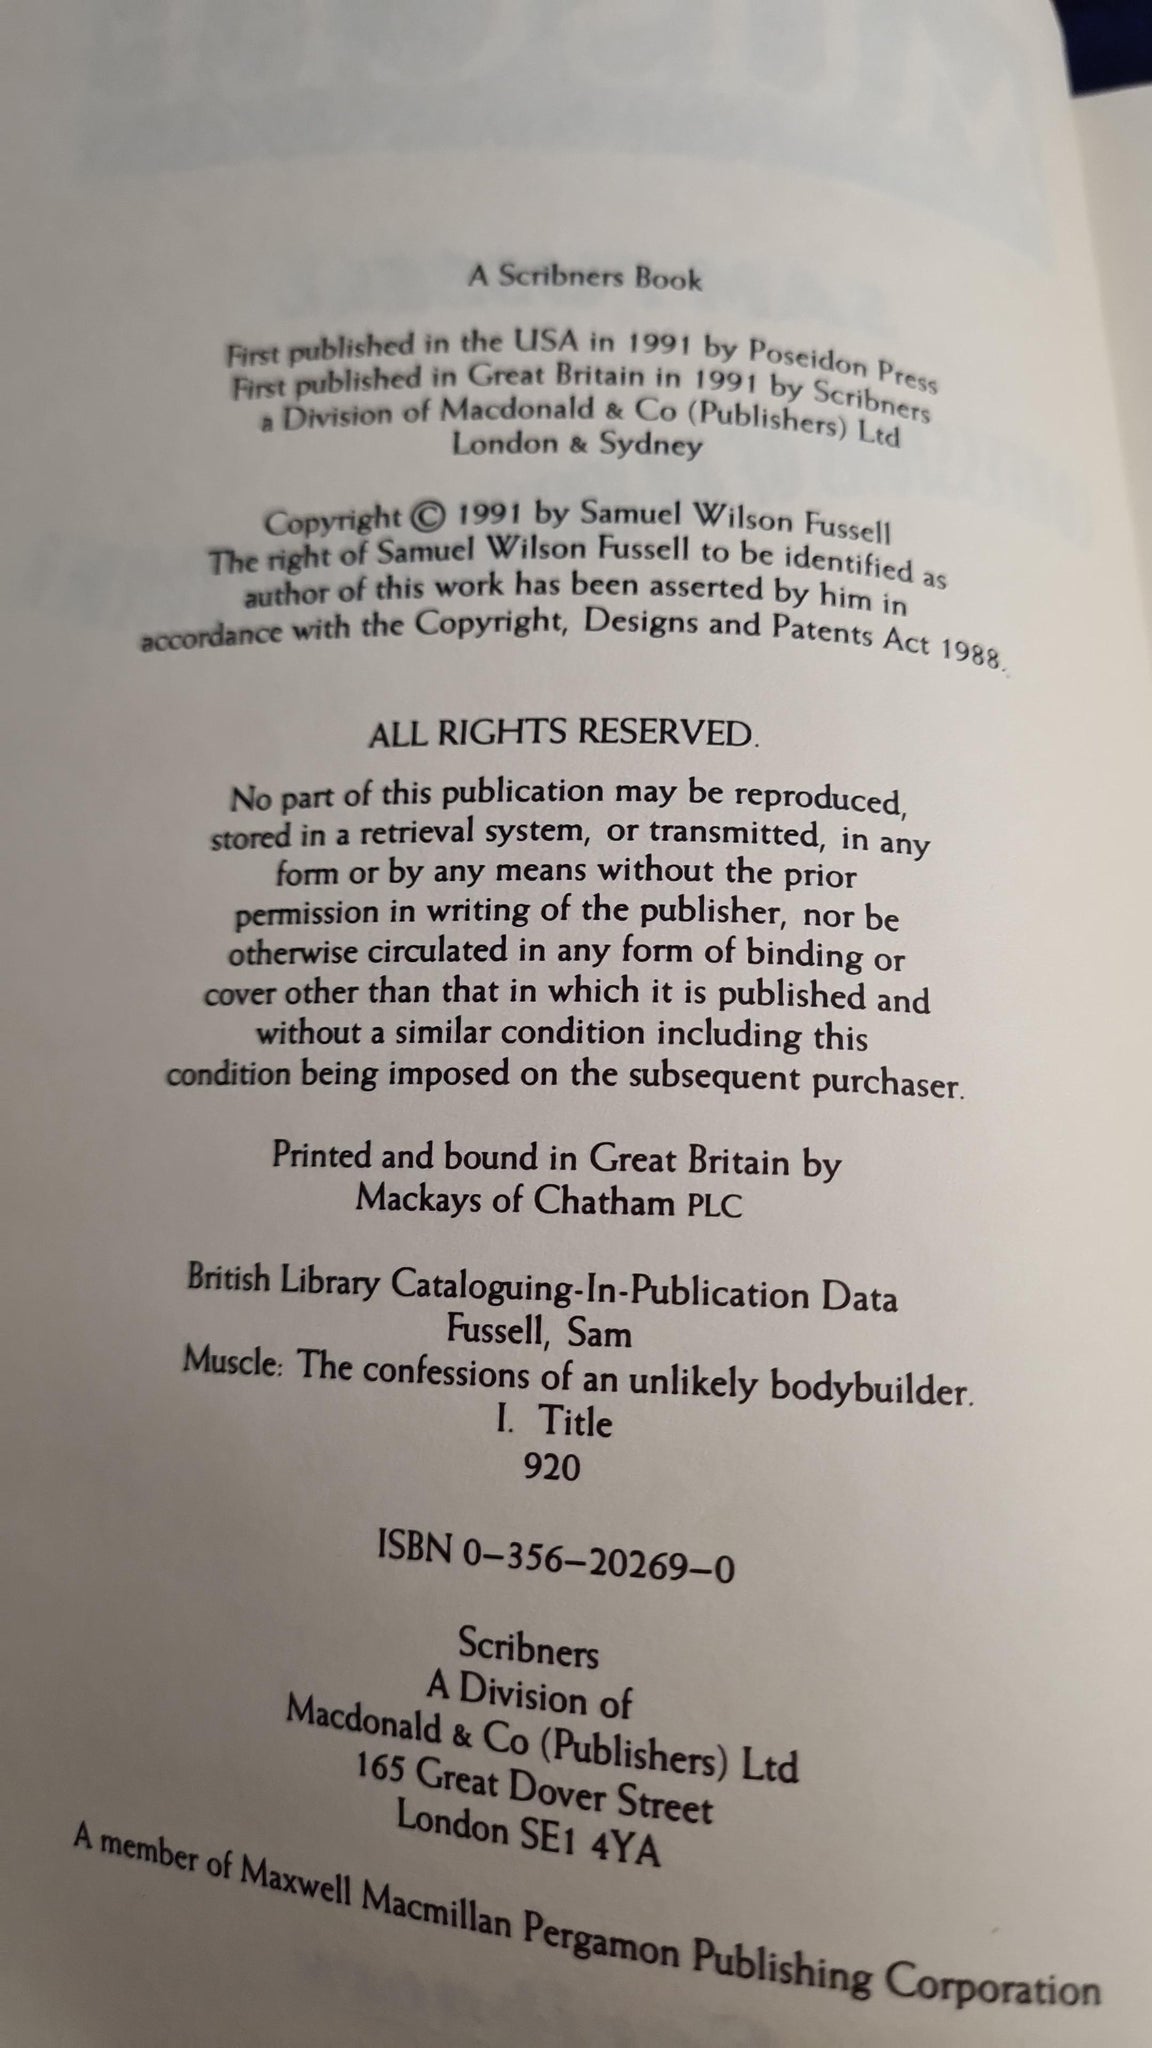 A Scribners Book
First published in the USA in 1991 by Poseidon Press
First published in Great Britain in 1991 by Scribners
a Division of Macdonald & Co (Publishers) Ltd
London & Sydney
Copyright © 1991 by Samuel Wilson Fussell
The right of Samuel Wilson Fussell to be identified as
author of this work has been asserted by him in
accordance with the Copyright, Designs and Patents Act 1988.
ALL RIGHTS RESERVED.
No part of this publication may be reproduced,
stored in a retrieval system, or transmitted, in any
form or by any means without the prior
permission in writing of the publisher, nor be
otherwise circulated in any form of binding or
cover other than that in which it is published and
without a similar condition including this
condition being imposed on the subsequent purchaser.
Printed and bound in Great Britain by
Mackays of Chatham PLC
British Library Cataloguing-In-Publication Data
Fussell, Sam
Muscle: The confessions of an unlikely bodybuilder.
I. Title
920
ISBN 0–356–20269–0
Scribners
A Division of
Macdonald & Co (Publishers) Ltd
165 Great Dover Street
London SE1 4YA
A member of Maxwell Macmillan Pergamon Publishing Corporation